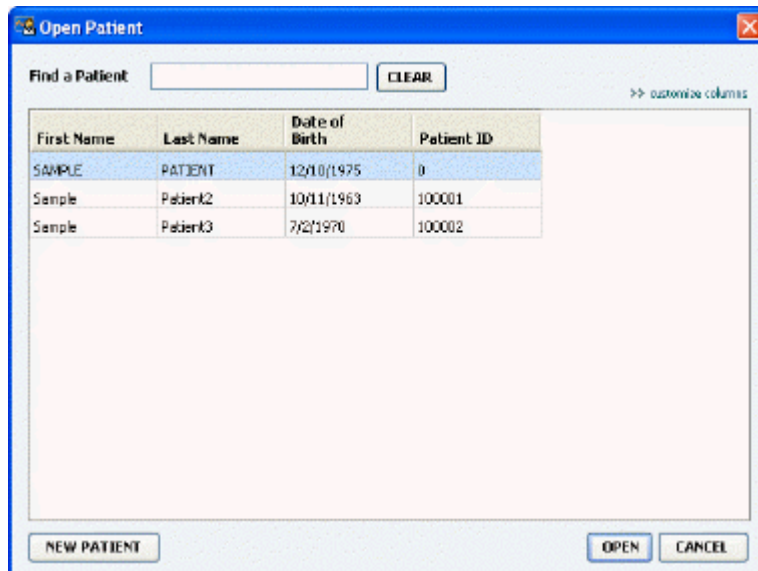 Open Patient
Find a Patient CLEAR
>> customize columns
First Name Last Name Date of Birth Patient ID
SAMPLE PATIENT 12/10/1975 0
Sample Patient2 10/11/1963 100001
Sample Patient3 7/2/1970 100002
NEW PATIENT OPEN CANCEL